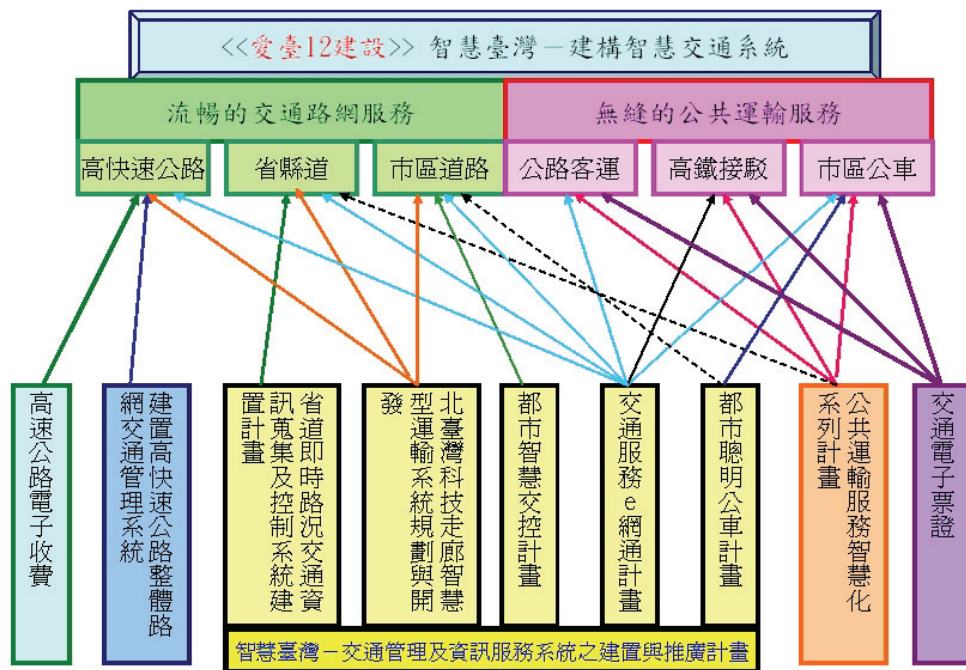 <<愛臺12建設>> 智慧臺灣－建構智慧交通系統
流暢的交通路網服務
無縫的公共運輸服務
高快速公路
省縣道
市區道路
公路客運
高鐵接駁
市區公車
高速公路電子收費
建置高快速公路整體路
網交通管理系統
省道即時路況交通資
訊蒐集及控制系統建
置計畫
北臺灣科技走廊智慧
型運輸系統規劃與開
發
都市智慧交控計畫
交通服務e網通計畫
都市聰明公車計畫
公共運輸服務智慧化
系列計畫
交通電子票證
智慧臺灣－交通管理及資訊服務系統之建置與推廣計畫